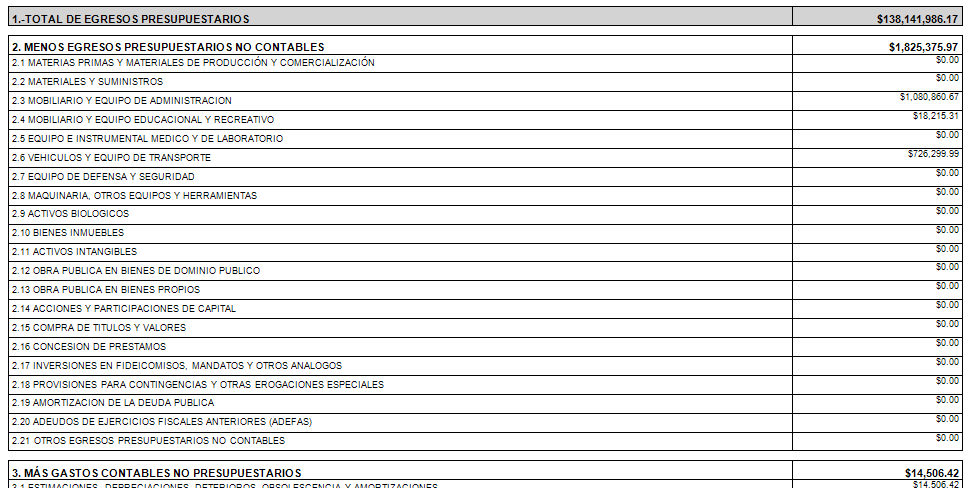 1.-TOTAL DE EGRESOS PRESUPUESTARIOS $138,141,986.17
2. MENOS EGRESOS PRESUPUESTARIOS NO CONTABLES $1,825,375.97
2.1 MATERIAS PRIMAS Y MATERIALES DE PRODUCCIÓN Y COMERCIALIZACIÓN $0.00
2.2 MATERIALES Y SUMINISTROS $0.00
2.3 MOBILIARIO Y EQUIPO DE ADMINISTRACION $1,080,860.67
2.4 MOBILIARIO Y EQUIPO EDUCACIONAL Y RECREATIVO $18,215.31
2.5 EQUIPO E INSTRUMENTAL MEDICO Y DE LABORATORIO $0.00
2.6 VEHICULOS Y EQUIPO DE TRANSPORTE $726,299.99
2.7 EQUIPO DE DEFENSA Y SEGURIDAD $0.00
2.8 MAQUINARIA, OTROS EQUIPOS Y HERRAMIENTAS $0.00
2.9 ACTIVOS BIOLOGICOS $0.00
2.10 BIENES INMUEBLES $0.00
2.11 ACTIVOS INTANGIBLES $0.00
2.12 OBRA PUBLICA EN BIENES DE DOMINIO PUBLICO $0.00
2.13 OBRA PUBLICA EN BIENES PROPIOS $0.00
2.14 ACCIONES Y PARTICIPACIONES DE CAPITAL $0.00
2.15 COMPRA DE TITULOS Y VALORES $0.00
2.16 CONCESION DE PRESTAMOS $0.00
2.17 INVERSIONES EN FIDEICOMISOS, MANDATOS Y OTROS ANALOGOS $0.00
2.18 PROVISIONES PARA CONTINGENCIAS Y OTRAS EROGACIONES ESPECIALES $0.00
2.19 AMORTIZACION DE LA DEUDA PUBLICA $0.00
2.20 ADEUDOS DE EJERCICIOS FISCALES ANTERIORES (ADEFAS) $0.00
2.21 OTROS EGRESOS PRESUPUESTARIOS NO CONTABLES $0.00
3. MÁS GASTOS CONTABLES NO PRESUPUESTARIOS $14,506.42
3.1 ESTIMACIONES, DEPRECIACIONES, DETERIOROS, OBSOLESCENCIA Y AMORTIZACIONES $14,506.42